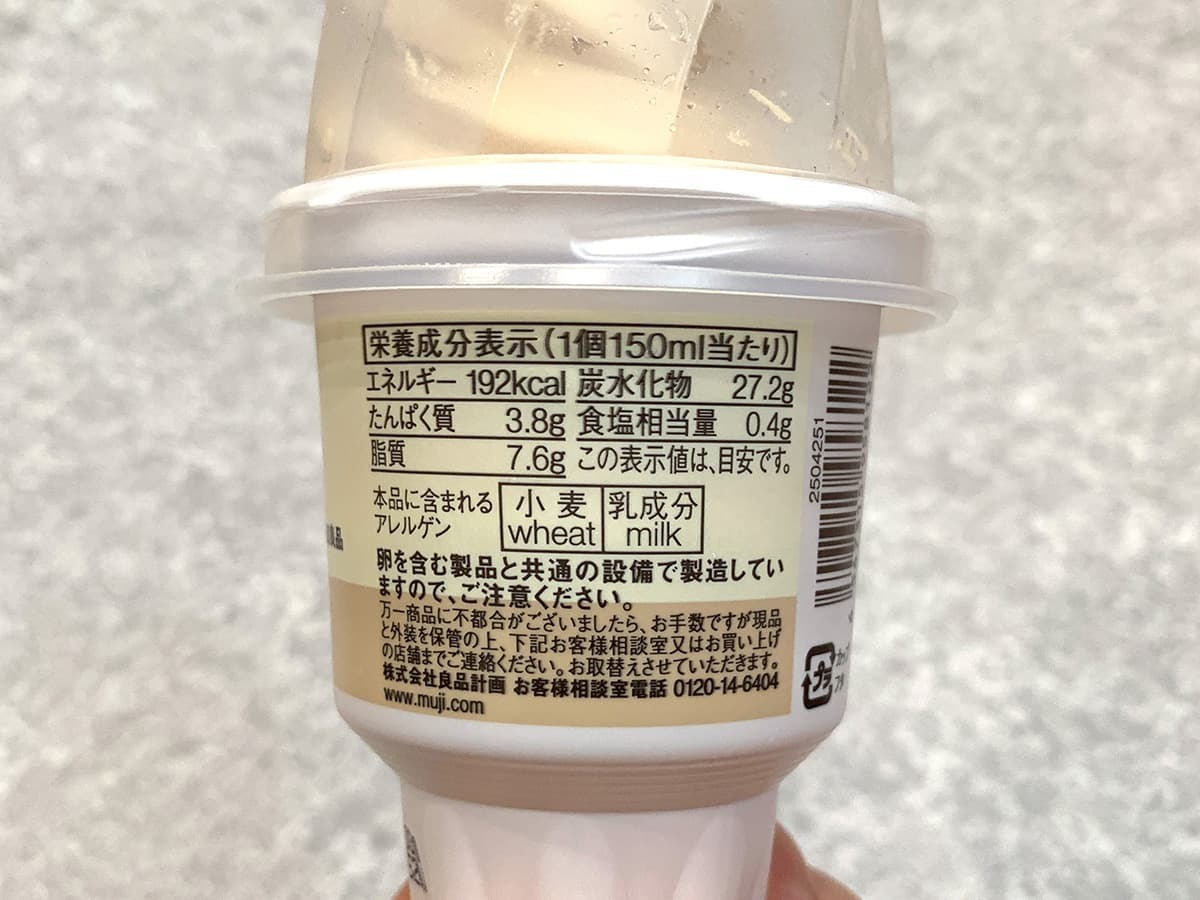 栄養成分表示(1個150ml当たり)
エネルギー 192kcal 炭水化物 27.2g
たんぱく質 3.8g 食塩相当量 0.4g
脂質 7.6g この表示値は、目安です。
本品に含まれる
アレルゲン
小麦 乳成分
wheat milk
卵を含む製品と共通の設備で製造してい
ますので、ご注意ください。
万一商品に不都合がございましたら、お手数ですが現品
と外装を保管の上、下記お客様相談室又はお買い上げ
の店舗までご連絡ください。お取替えさせていただきます。
株式会社良品計画 お客様相談室電話 0120-14-6404
www.muji.com
2504251
プラ